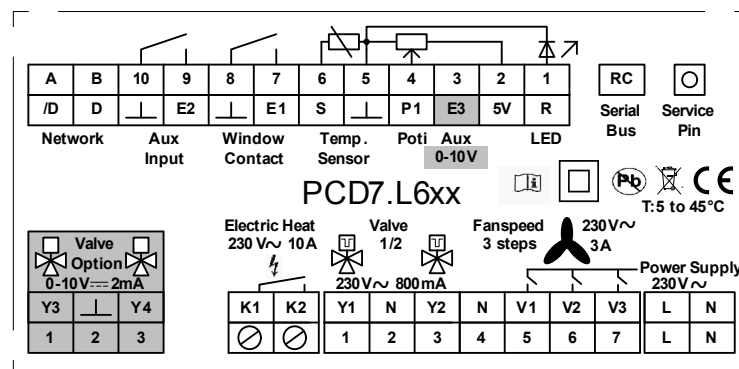 A B 10 9 8 7 6 5 4 3 2 1 RC
/D D ⊥ E2 ⊥ E1 S ⊥ P1 E3 5V R Serial Bus Service Pin
Network Aux Input Window Contact Temp. Sensor Poti Aux 0-10V LED
i Pb CE
PCD7.L6xx
T:5 to 45°C
Valve
Option
0-10V⎓2mA
Y3 ⊥ Y4
1 2 3
Electric Heat
230V~ 10A
Valve
1/2
230V~ 800mA
Fanspeed
3 steps
230V~
3A
Power Supply
230V~
K1 K2 Y1 N Y2 N V1 V2 V3 L N
1 2 3 4 5 6 7 L N